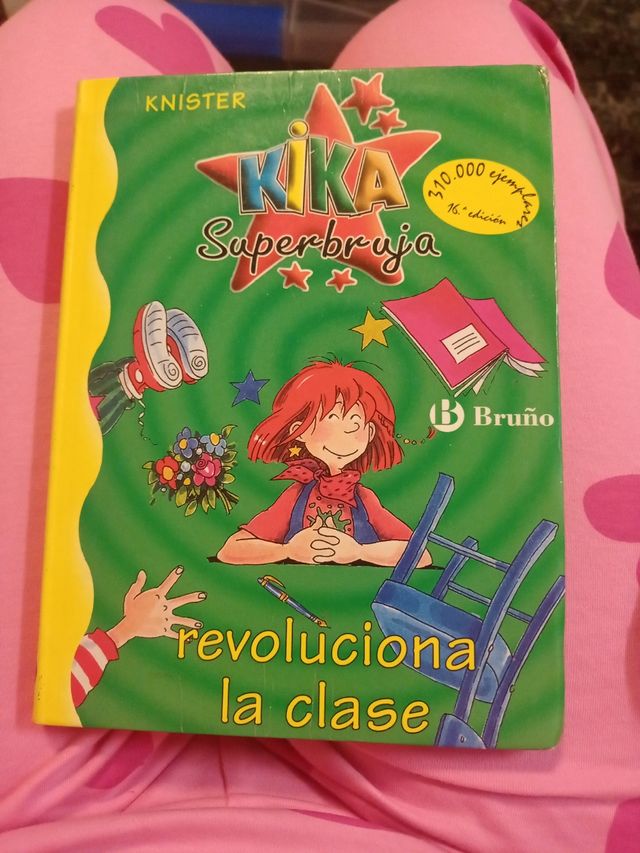 KNISTER
KiKA
Superbruja
310.000 ejemplares
16.ª edición
B Bruño
revoluciona
la clase